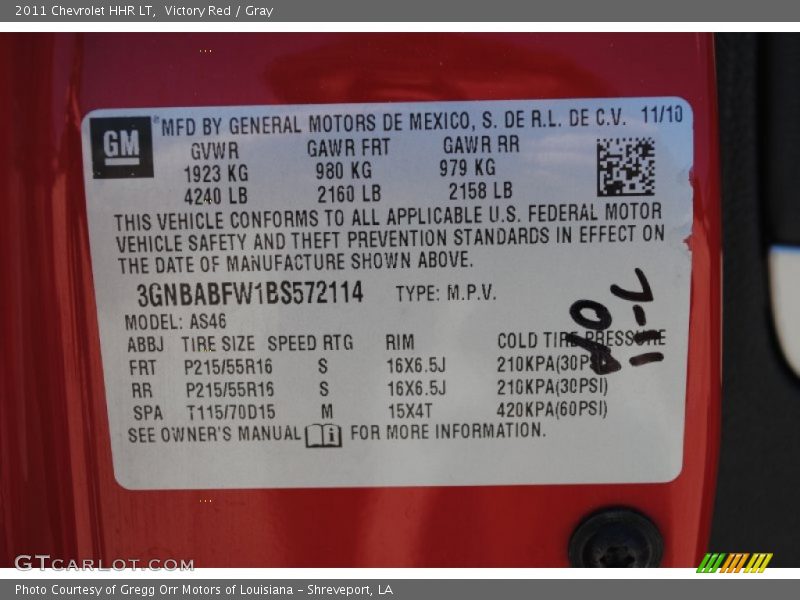 2011 Chevrolet HHR LT,  Victory Red / Gray
GM ® MFD BY GENERAL MOTORS DE MEXICO, S. DE R.L. DE C.V. 11/10
GVWR GAWR FRT GAWR RR
1923 KG 980 KG 979 KG
4240 LB 2160 LB 2158 LB
THIS VEHICLE CONFORMS TO ALL APPLICABLE U.S. FEDERAL MOTOR
VEHICLE SAFETY AND THEFT PREVENTION STANDARDS IN EFFECT ON
THE DATE OF MANUFACTURE SHOWN ABOVE.
3GNBABFW1BS572114 TYPE: M.P.V.
MODEL: AS46
ABBJ TIRE SIZE SPEED RTG RIM COLD TIRE PRESSURE
FRT P215/55R16 S 16X6.5J 210KPA(30PSI)
RR P215/55R16 S 16X6.5J 210KPA(30PSI)
SPA T115/70D15 M 15X4T 420KPA(60PSI)
SEE OWNER'S MANUAL i FOR MORE INFORMATION.
7-11
GTCARLOT.COM
Photo Courtesy of Gregg Orr Motors of Louisiana - Shreveport, LA